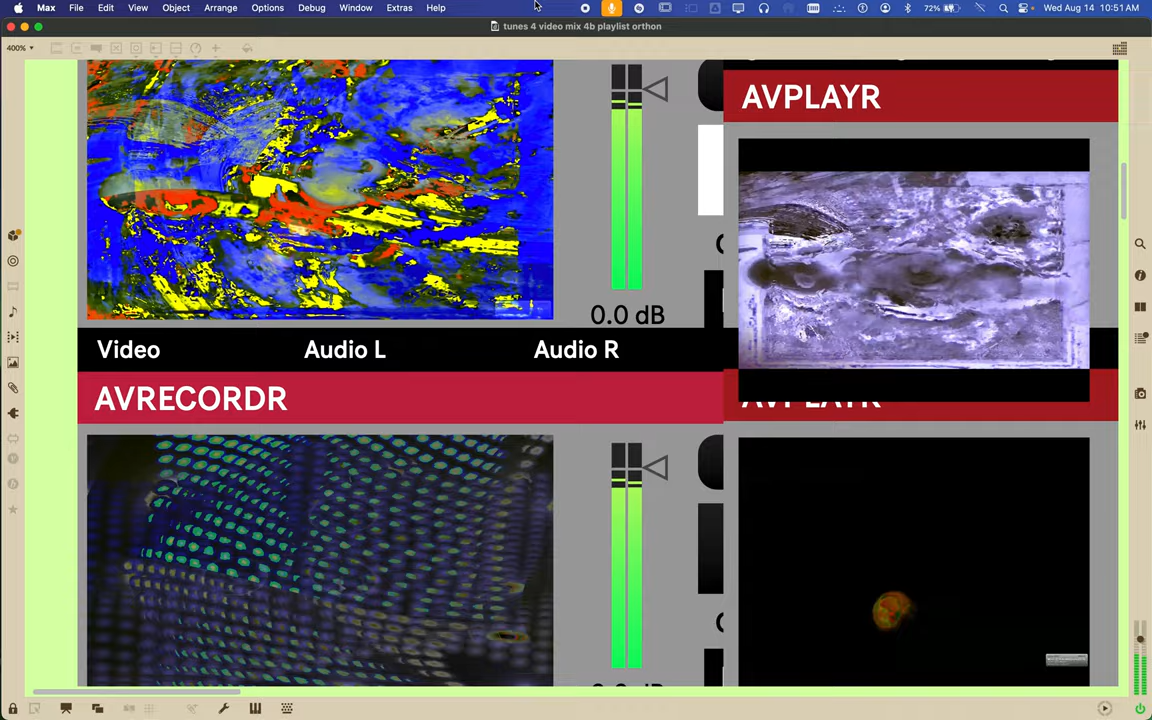 Max File Edit View Object Arrange Options Debug Window Extras Help 72% Wed Aug 14 10:51 AM
tunes 4 video mix 4b playlist orthon
400%
AVPLAYR
0.0 dB
Video Audio L Audio R
AVRECORDR
AVPLAYR